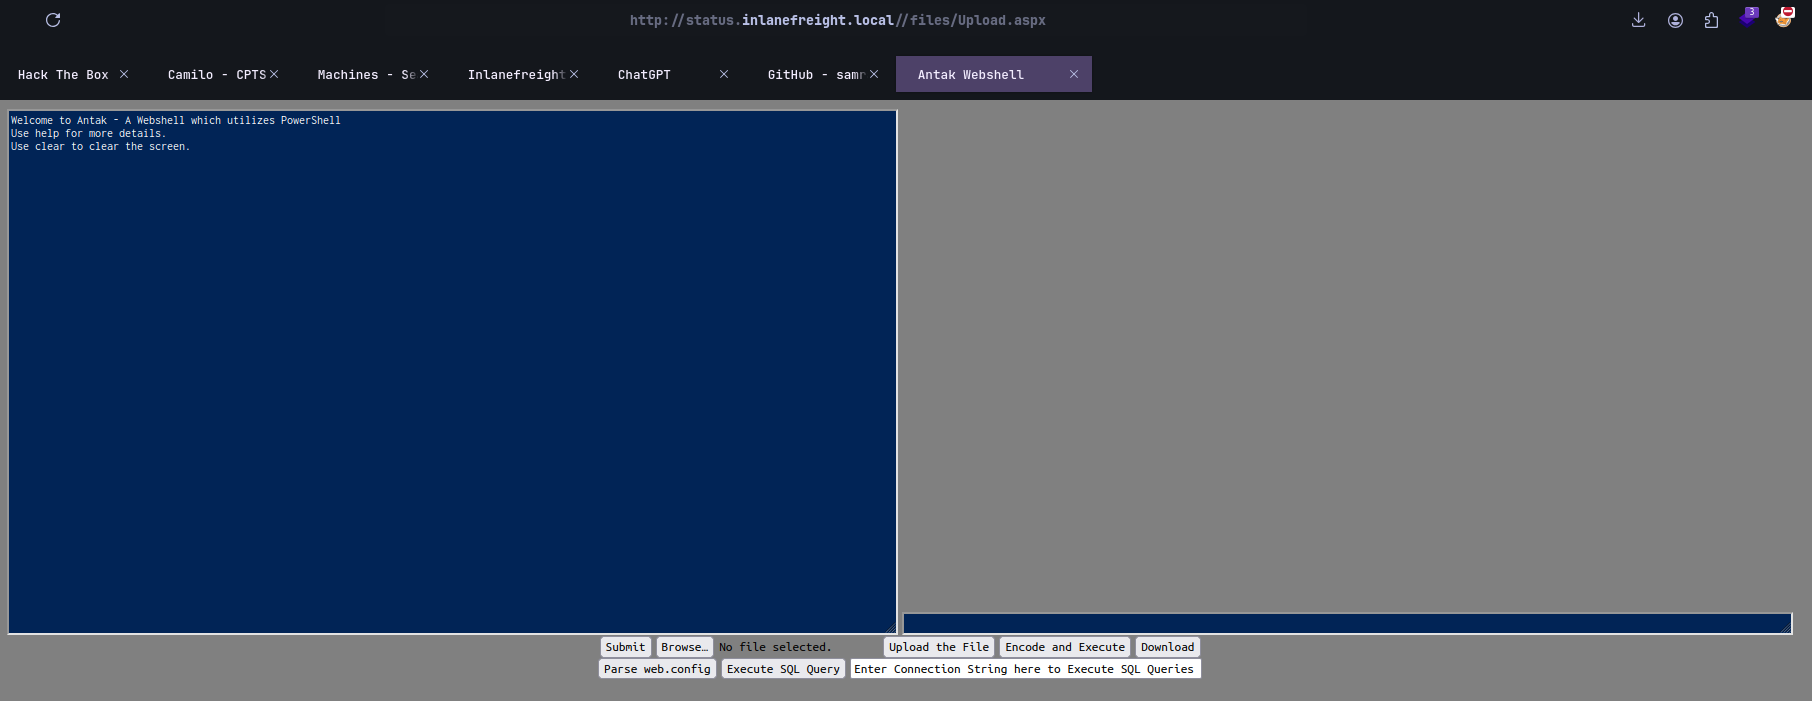 http://status.inlanefreight.local//files/Upload.aspx
3
Hack The Box
Camilo - CPTS
Machines - Se
Inlanefreight
ChatGPT
GitHub - samr
Antak Webshell
Welcome to Antak - A Webshell which utilizes PowerShell
Use help for more details.
Use clear to clear the screen.
Submit Browse… No file selected. Upload the File Encode and Execute Download
Parse web.config Execute SQL Query Enter Connection String here to Execute SQL Queries